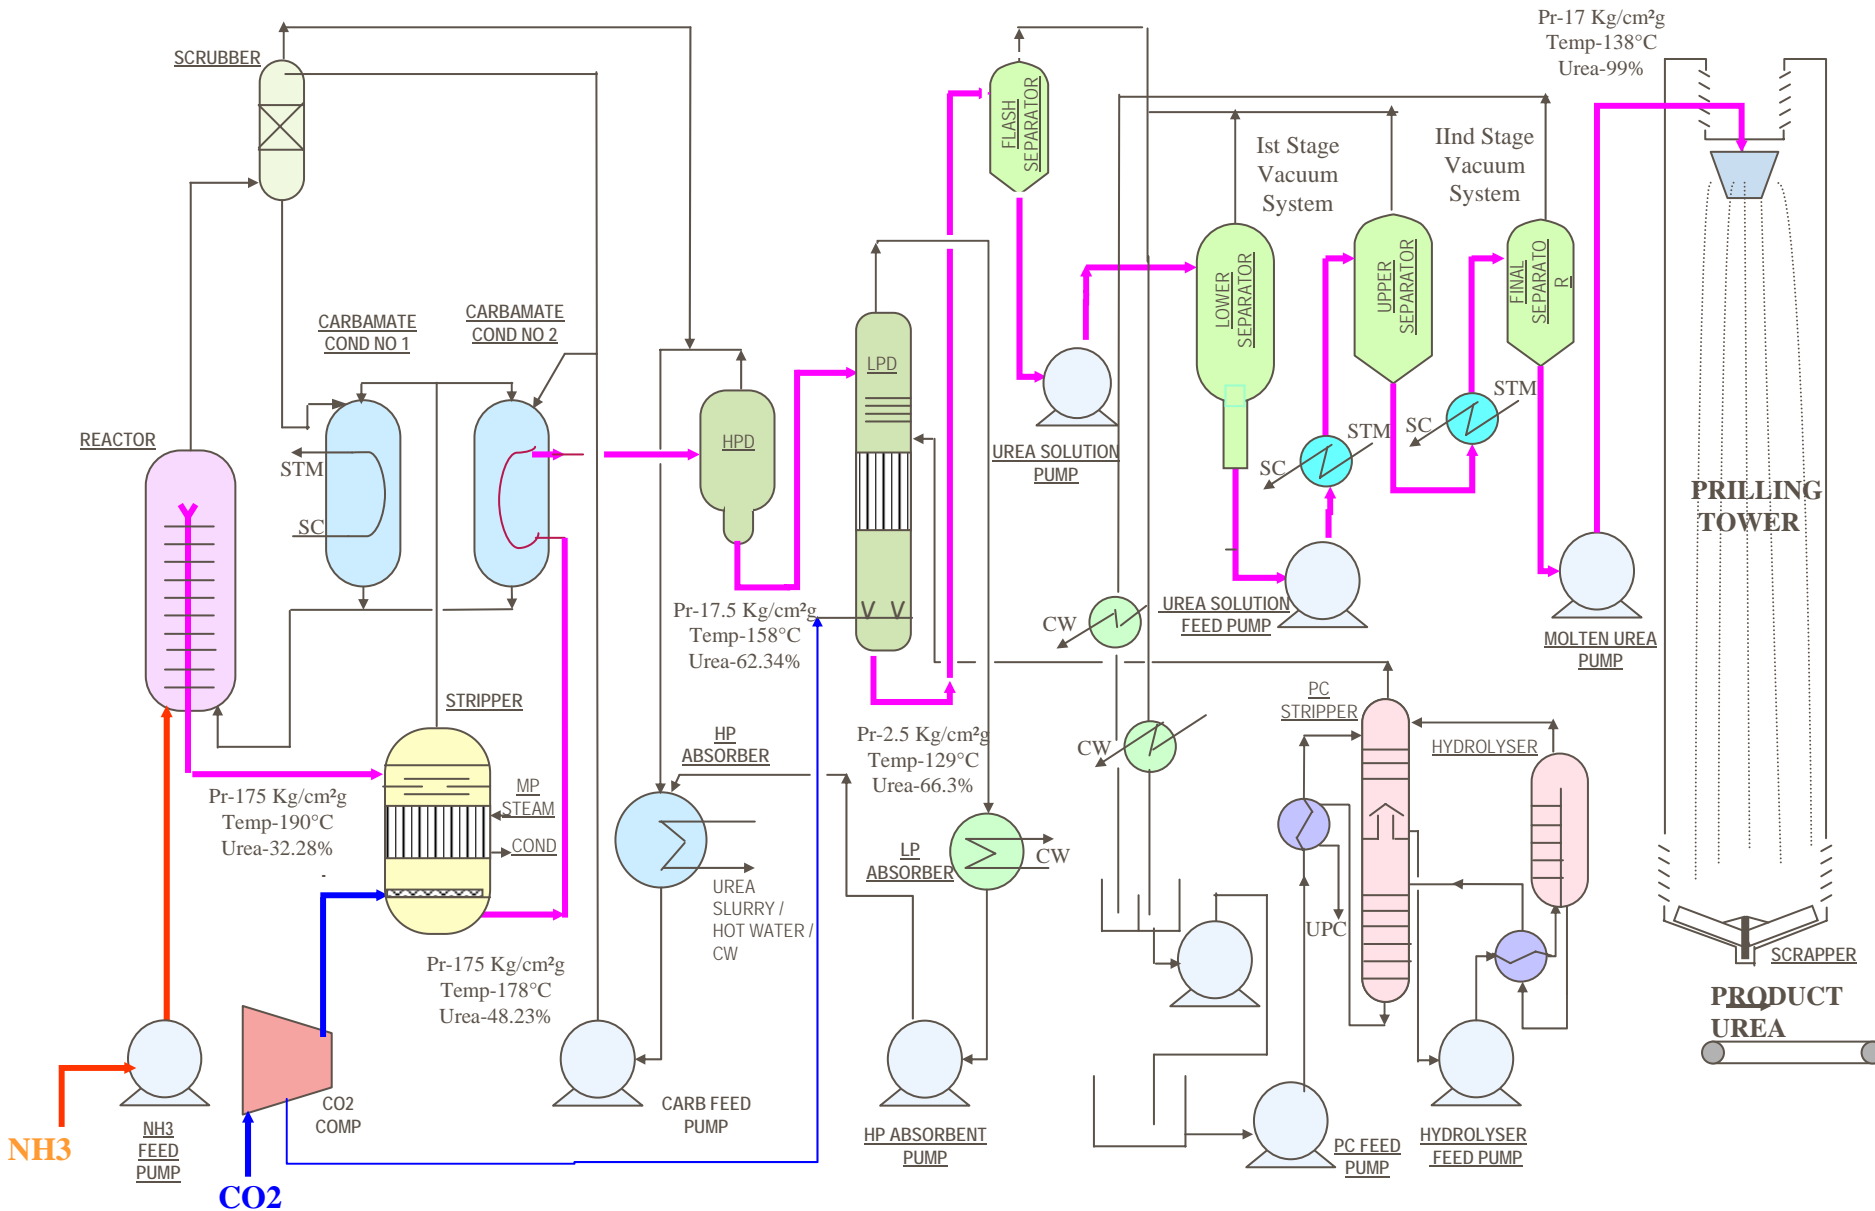 Pr-17 Kg/cm²g
Temp-138°C
Urea-99%
SCRUBBER
FLASH
SEPARATOR
Ist Stage
Vacuum
System
IInd Stage
Vacuum
System
CARBAMATE
COND NO 1
CARBAMATE
COND NO 2
LOWER
SEPARATOR
UPPER
SEPARATOR
FINAL
SEPARATO
R
LPD
HPD
REACTOR
STM
SC
UREA SOLUTION
PUMP
STM
SC
STM
SC
PRILLING
TOWER
Pr-17.5 Kg/cm²g
Temp-158°C
Urea-62.34%
CW
UREA SOLUTION
FEED PUMP
MOLTEN UREA
PUMP
STRIPPER
PC
STRIPPER
HP
ABSORBER
Pr-2.5 Kg/cm²g
Temp-129°C
Urea-66.3%
CW
HYDROLYSER
Pr-175 Kg/cm²g
Temp-190°C
Urea-32.28%
MP
STEAM
COND
LP
ABSORBER
CW
UREA
SLURRY /
HOT WATER /
CW
UPC
Pr-175 Kg/cm²g
Temp-178°C
Urea-48.23%
SCRAPPER
PRODUCT
UREA
CO2
COMP
CARB FEED
PUMP
NH3
NH3
FEED
PUMP
HP ABSORBENT
PUMP
PC FEED
PUMP
HYDROLYSER
FEED PUMP
CO2